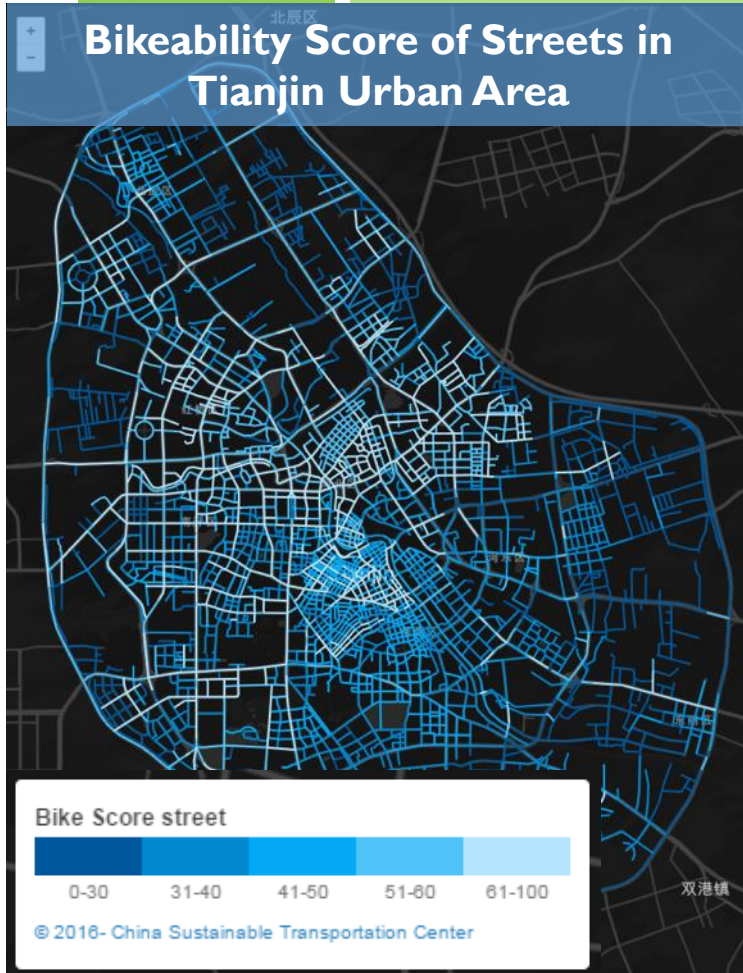 北辰区
+
−
Bikeability Score of Streets in
Tianjin Urban Area
双港镇
Bike Score street
0-30
31-40
41-50
51-60
61-100
© 2016- China Sustainable Transportation Center